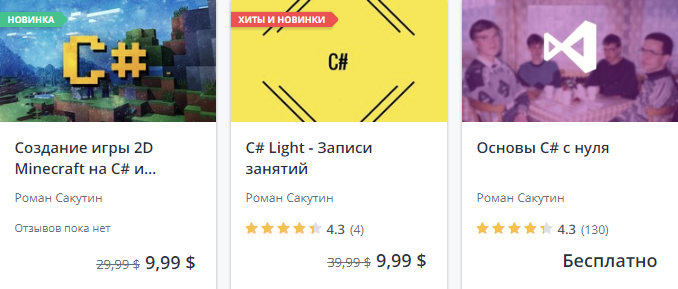 НОВИНКА
C#
Создание игры 2D
Minecraft на C# и...
Роман Сакутин
Отзывов пока нет
29,99 $ 9,99 $
ХИТЫ И НОВИНКИ
C#
C# Light - Записи
занятий
Роман Сакутин
4.3 (4)
39,99 $ 9,99 $
Основы C# с нуля
Роман Сакутин
4.3 (130)
Бесплатно